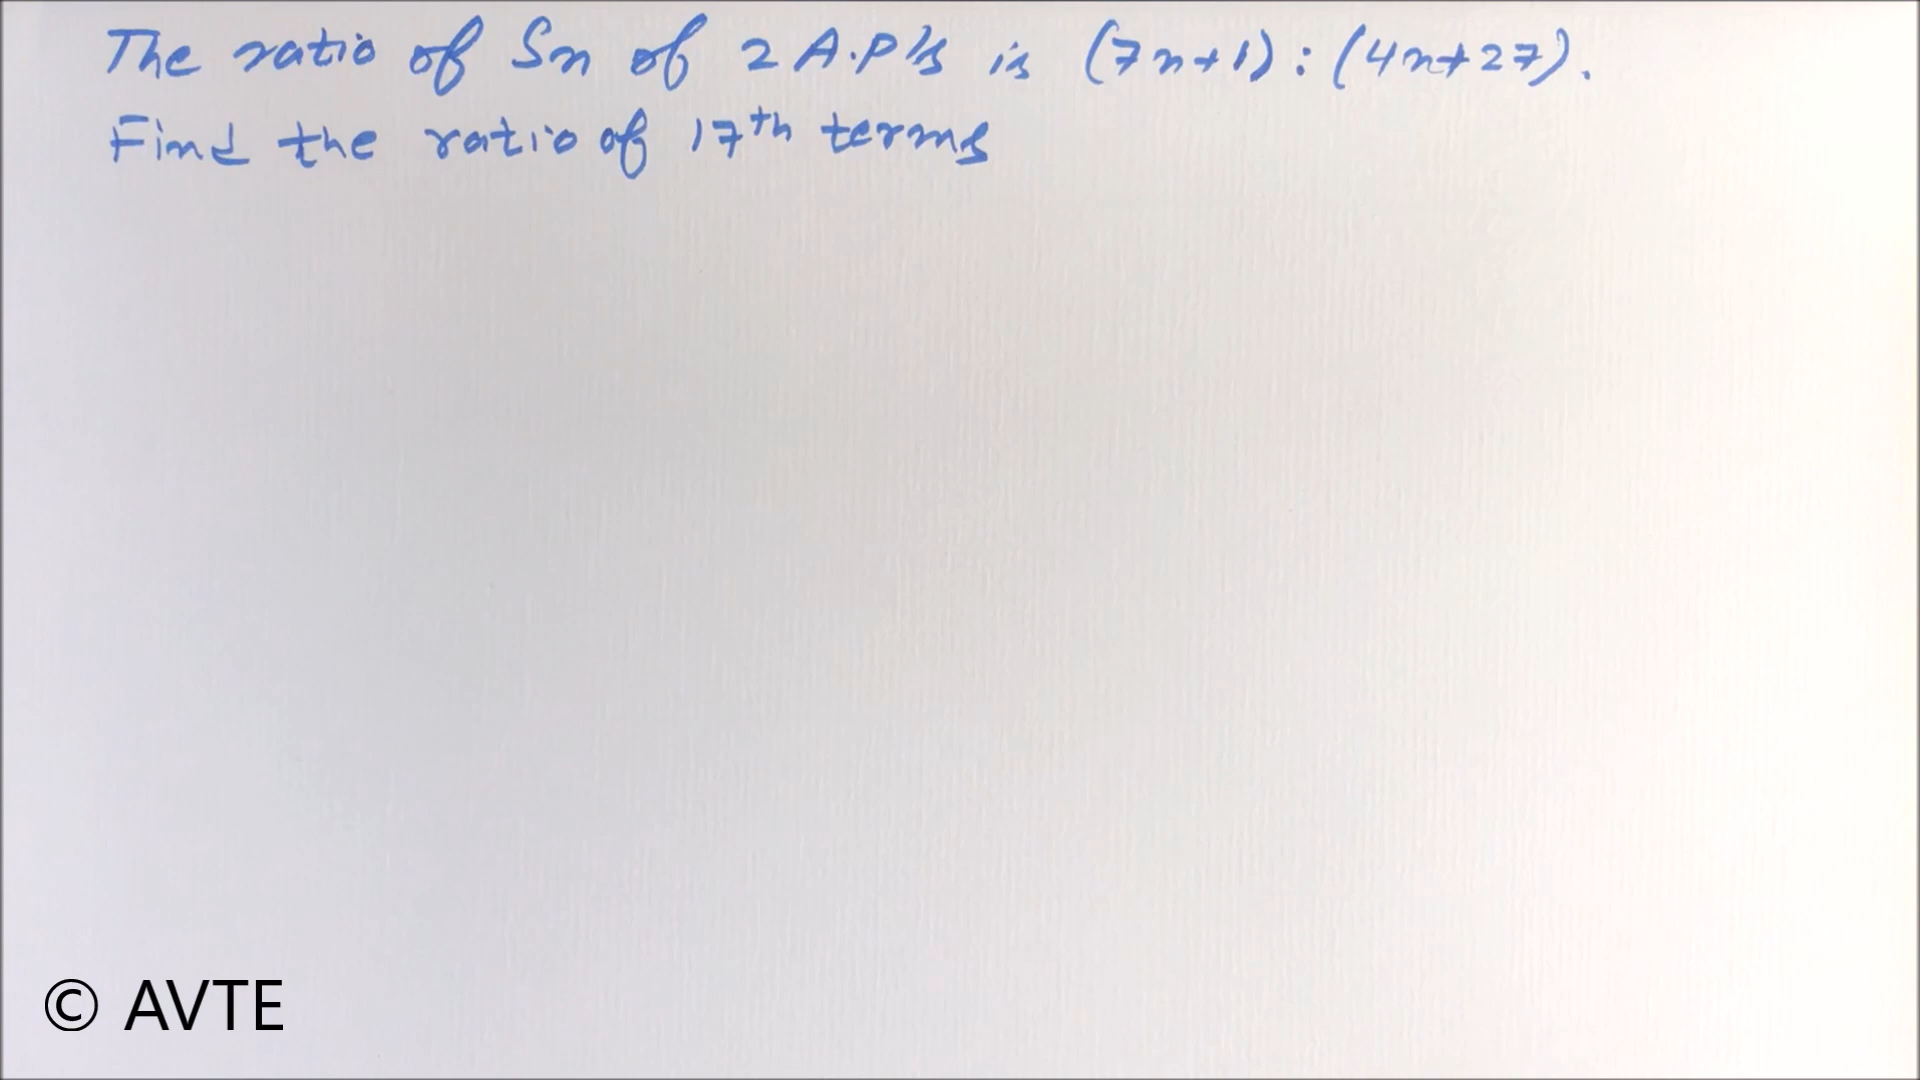 The ratio of Sn of 2 A.P's is (7n+1):(4n+27).
Find the ratio of 17th terms
© AVTE